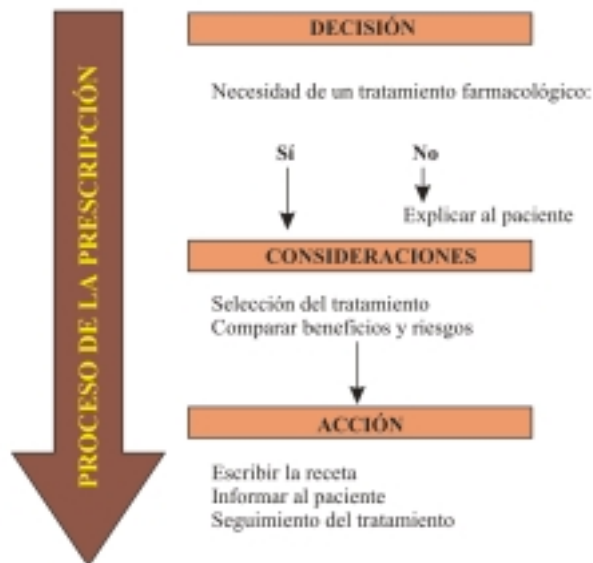 PROCESO DE LA PRESCRIPCIÓN
DECISIÓN
Necesidad de un tratamiento farmacológico:
Sí No
Explicar al paciente
CONSIDERACIONES
Selección del tratamiento
Comparar beneficios y riesgos
ACCIÓN
Escribir la receta
Informar al paciente
Seguimiento del tratamiento